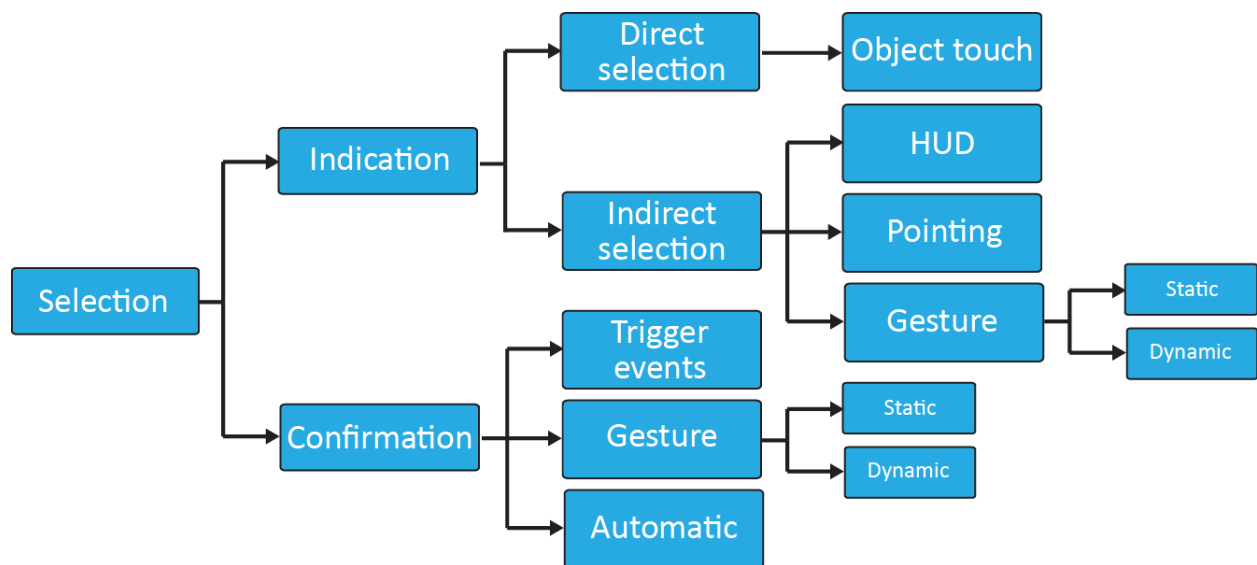 Direct
selection
Object touch
Indication
HUD
Indirect
selection
Pointing
Selection
Gesture
Static
Dynamic
Trigger
events
Confirmation
Gesture
Static
Dynamic
Automatic